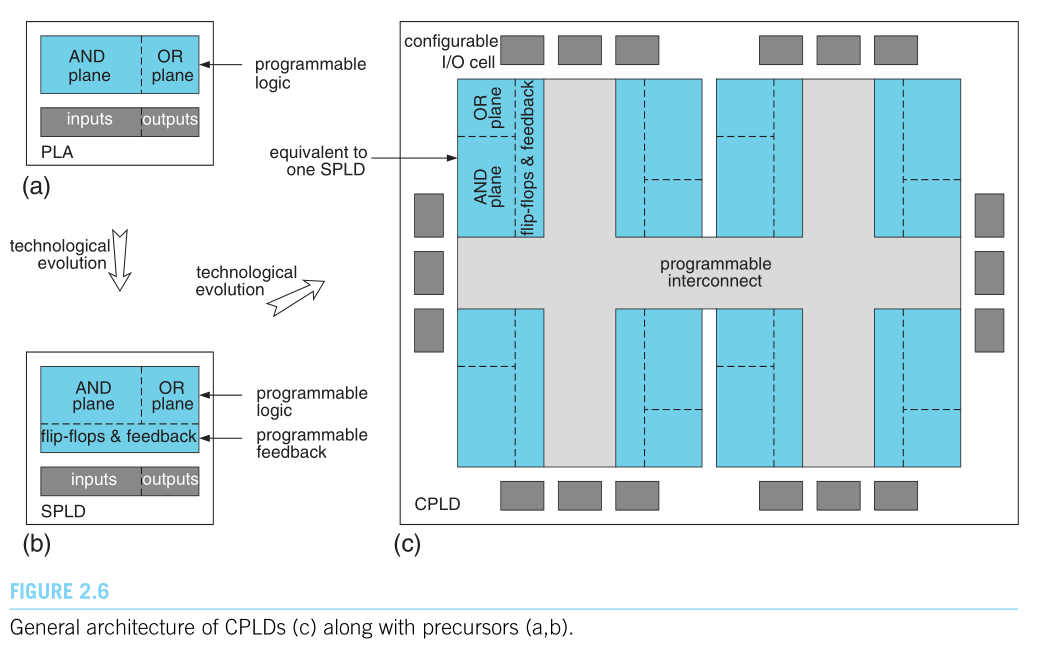 AND
plane
OR
plane
programmable
logic
inputs
outputs
PLA
(a)
technological
evolution
technological
evolution
AND
plane
OR
plane
flip-flops & feedback
programmable
logic
programmable
feedback
inputs
outputs
SPLD
(b)
configurable
I/O cell
OR
plane
AND
plane
flip-flops & feedback
equivalent to
one SPLD
programmable
interconnect
CPLD
(c)
FIGURE 2.6
General architecture of CPLDs (c) along with precursors (a,b).